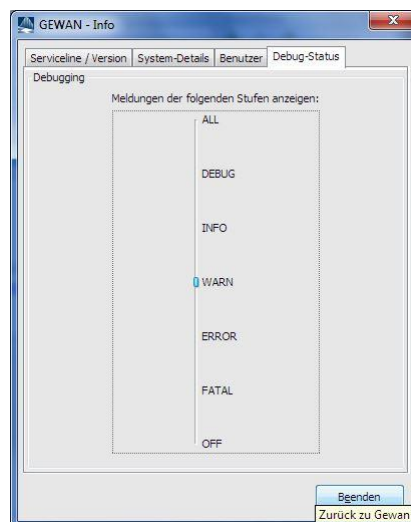 GEWAN - Info
Serviceline / Version System-Details Benutzer Debug-Status
Debugging
Meldungen der folgenden Stufen anzeigen:
ALL
DEBUG
INFO
WARN
ERROR
FATAL
OFF
Beenden
Zurück zu Gewan